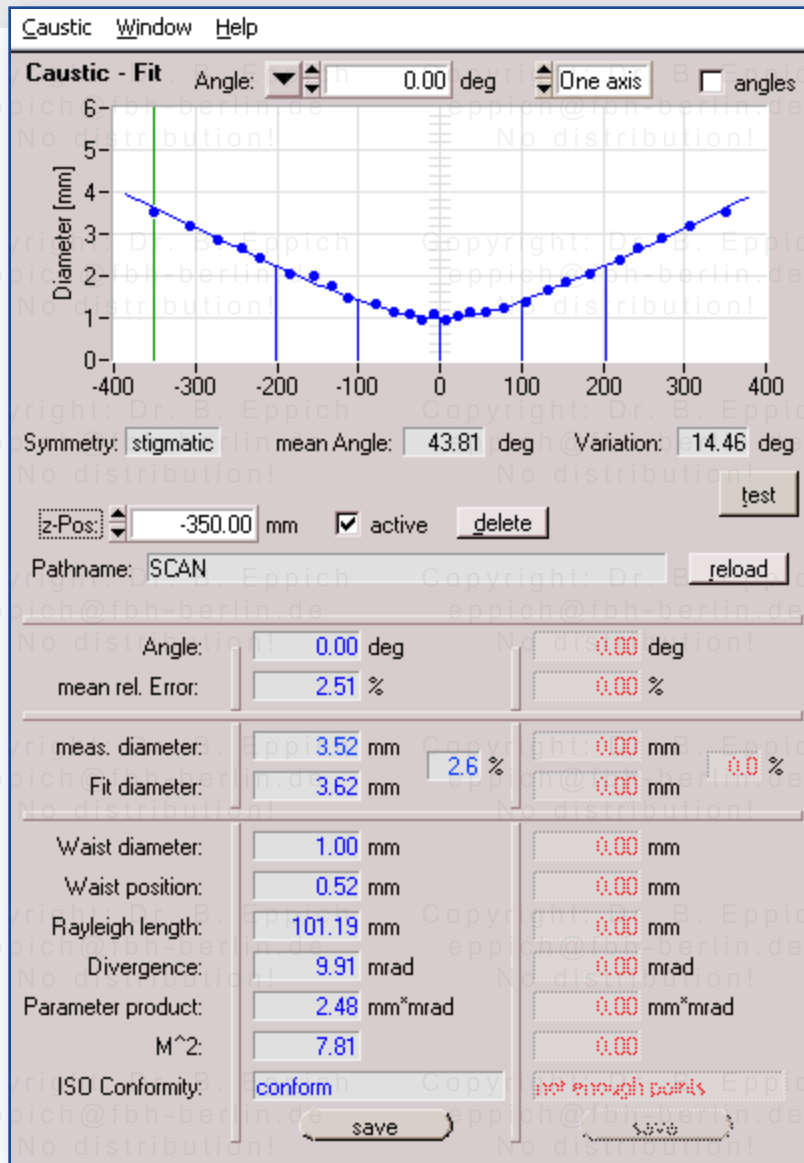 Caustic Window Help
Caustic - Fit Angle: 0.00 deg One axis angles
6
5
4
3
2
1
0
Diameter [mm]
-400 -300 -200 -100 0 100 200 300 400
Symmetry: stigmatic mean Angle: 43.81 deg Variation: 14.46 deg
test
z-Pos: -350.00 mm active delete
Pathname: SCAN reload
Angle: 0.00 deg 0.00 deg
mean rel. Error: 2.51 % 0.00 %
meas. diameter: 3.52 mm 0.00 mm
2.6 % 0.0 %
Fit diameter: 3.62 mm 0.00 mm
Waist diameter: 1.00 mm 0.00 mm
Waist position: 0.52 mm 0.00 mm
Rayleigh length: 101.19 mm 0.00 mm
Divergence: 9.91 mrad 0.00 mrad
Parameter product: 2.48 mm*mrad 0.00 mm*mrad
M^2: 7.81 0.00
ISO Conformity: conform not enough points
save save
Copyright: Dr. B. Eppich
eppich@fbh-berlin.de
No distribution!